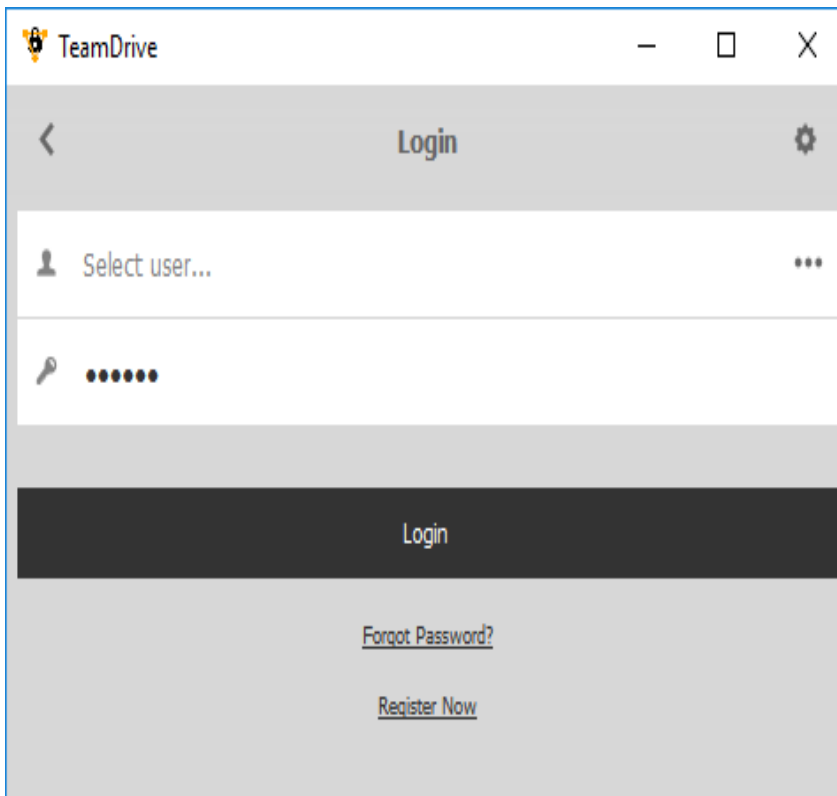 TeamDrive
Login
Select user...
••••••
Login
Forgot Password?
Register Now